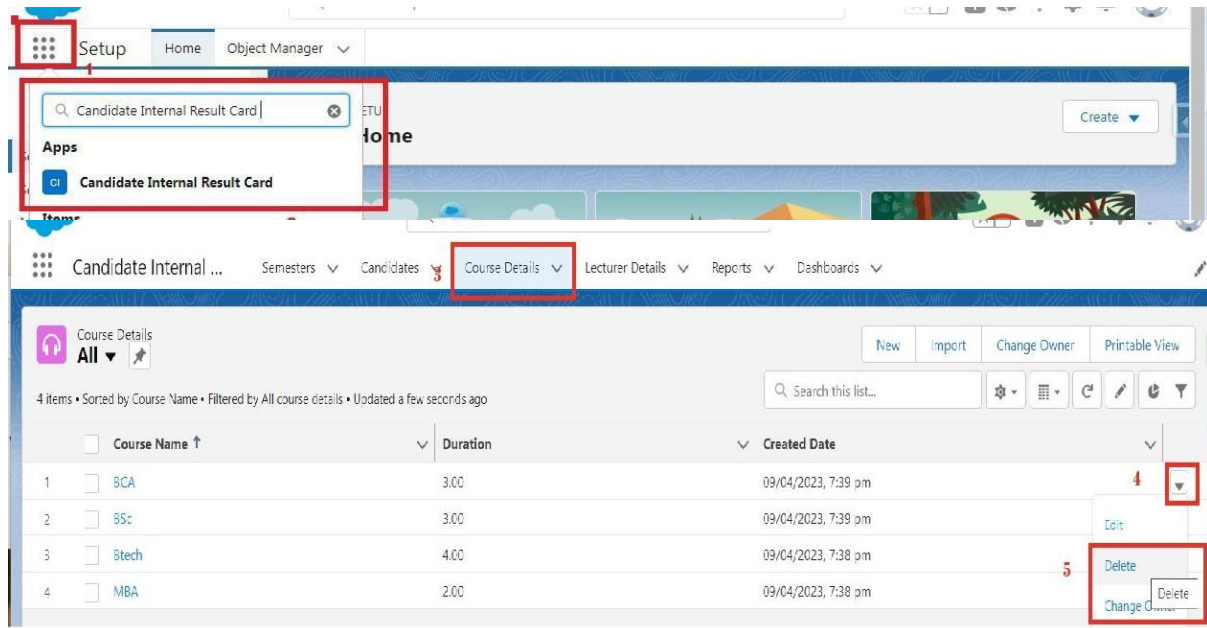 Setup Home Object Manager
1
Candidate Internal Result Card
ETU
Home
Create
Apps
CI Candidate Internal Result Card
Items
Candidate Internal ... Semesters Candidates Course Details Lecturer Details Reports Dashboards
3
Course Details
All
New Import Change Owner Printable View
4 items • Sorted by Course Name • Filtered by All course details • Updated a few seconds ago
Search this list...
Course Name ↑ Duration Created Date
1 BCA 3.00 09/04/2023, 7:39 pm 4
2 BSc 3.00 09/04/2023, 7:39 pm
Edit
3 Btech 4.00 09/04/2023, 7:38 pm
5 Delete
4 MBA 2.00 09/04/2023, 7:38 pm
Delete
Change Owner